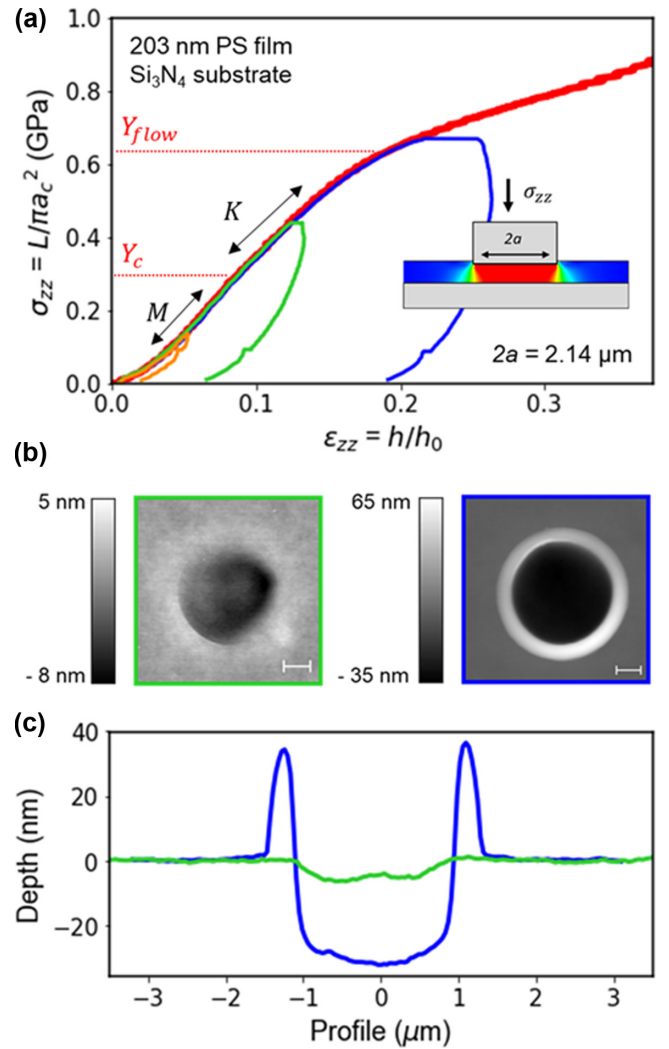 (a)
1.0
0.8
0.6
0.4
0.2
0.0
σzz = L/πac² (GPa)
203 nm PS film
Si₃N₄ substrate
Yflow
K
Yc
M
σzz
2a
2a = 2.14 μm
0.0 0.1 0.2 0.3
εzz = h/h₀
(b)
5 nm
- 8 nm
65 nm
- 35 nm
(c)
40
20
0
−20
Depth (nm)
−3 −2 −1 0 1 2 3
Profile (μm)